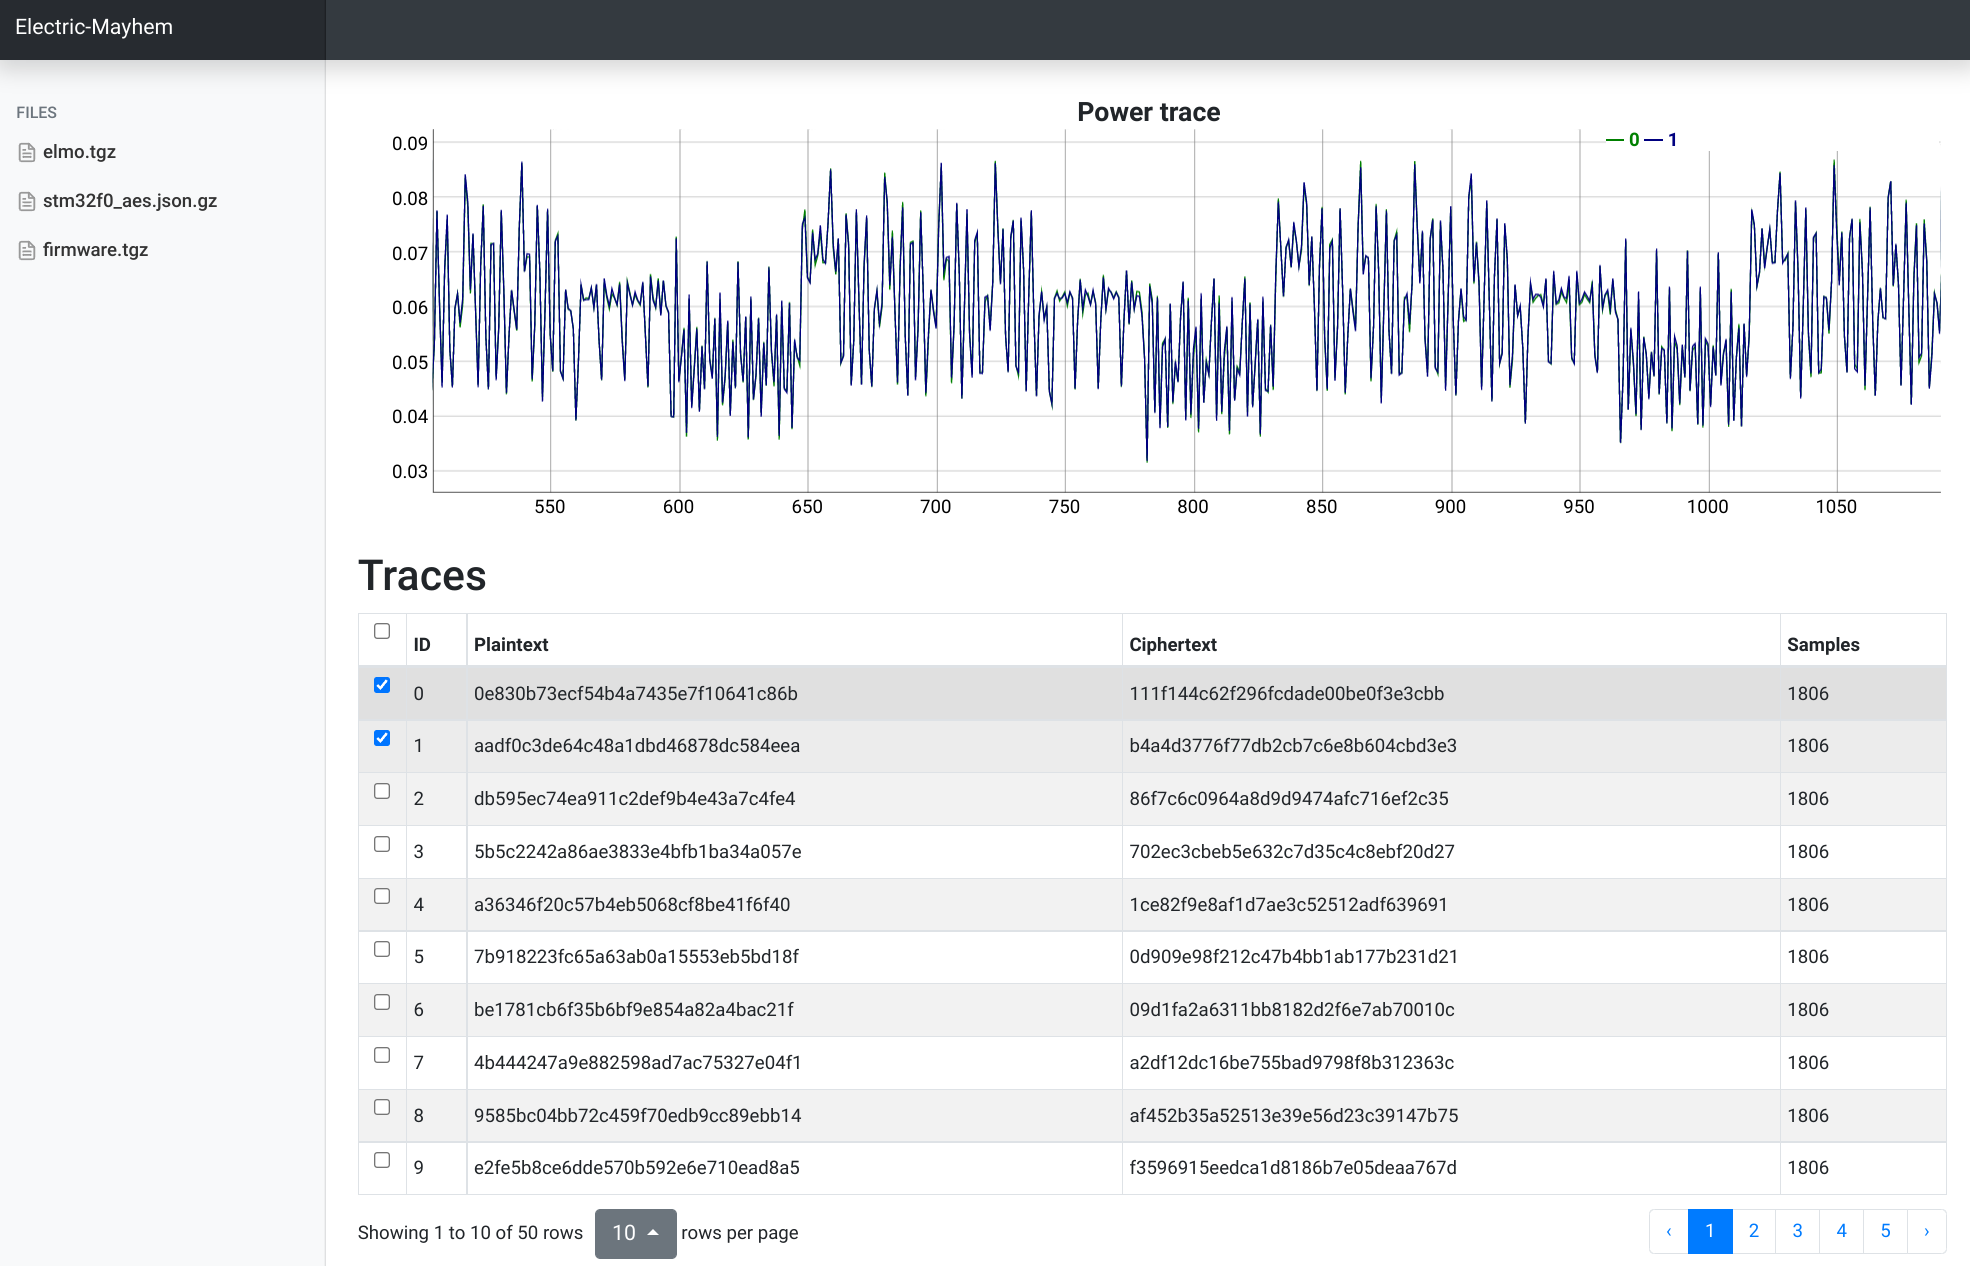 Electric-Mayhem
FILES
elmo.tgz
stm32f0_aes.json.gz
firmware.tgz
Power trace
0 1
0.09
0.08
0.07
0.06
0.05
0.04
0.03
550 600 650 700 750 800 850 900 950 1000 1050
Traces
ID Plaintext Ciphertext Samples
0 0e830b73ecf54b4a7435e7f10641c86b 111f144c62f296fcdade00be0f3e3cbb 1806
1 aadf0c3de64c48a1dbd46878dc584eea b4a4d3776f77db2cb7c6e8b604cbd3e3 1806
2 db595ec74ea911c2def9b4e43a7c4fe4 86f7c6c0964a8d9d9474afc716ef2c35 1806
3 5b5c2242a86ae3833e4bfb1ba34a057e 702ec3cbeb5e632c7d35c4c8ebf20d27 1806
4 a36346f20c57b4eb5068cf8be41f6f40 1ce82f9e8af1d7ae3c52512adf639691 1806
5 7b918223fc65a63ab0a15553eb5bd18f 0d909e98f212c47b4bb1ab177b231d21 1806
6 be1781cb6f35b6bf9e854a82a4bac21f 09d1fa2a6311bb8182d2f6e7ab70010c 1806
7 4b444247a9e882598ad7ac75327e04f1 a2df12dc16be755bad9798f8b312363c 1806
8 9585bc04bb72c459f70edb9cc89ebb14 af452b35a52513e39e56d23c39147b75 1806
9 e2fe5b8ce6dde570b592e6e710ead8a5 f3596915eedca1d8186b7e05deaa767d 1806
Showing 1 to 10 of 50 rows 10 rows per page ‹ 1 2 3 4 5 ›